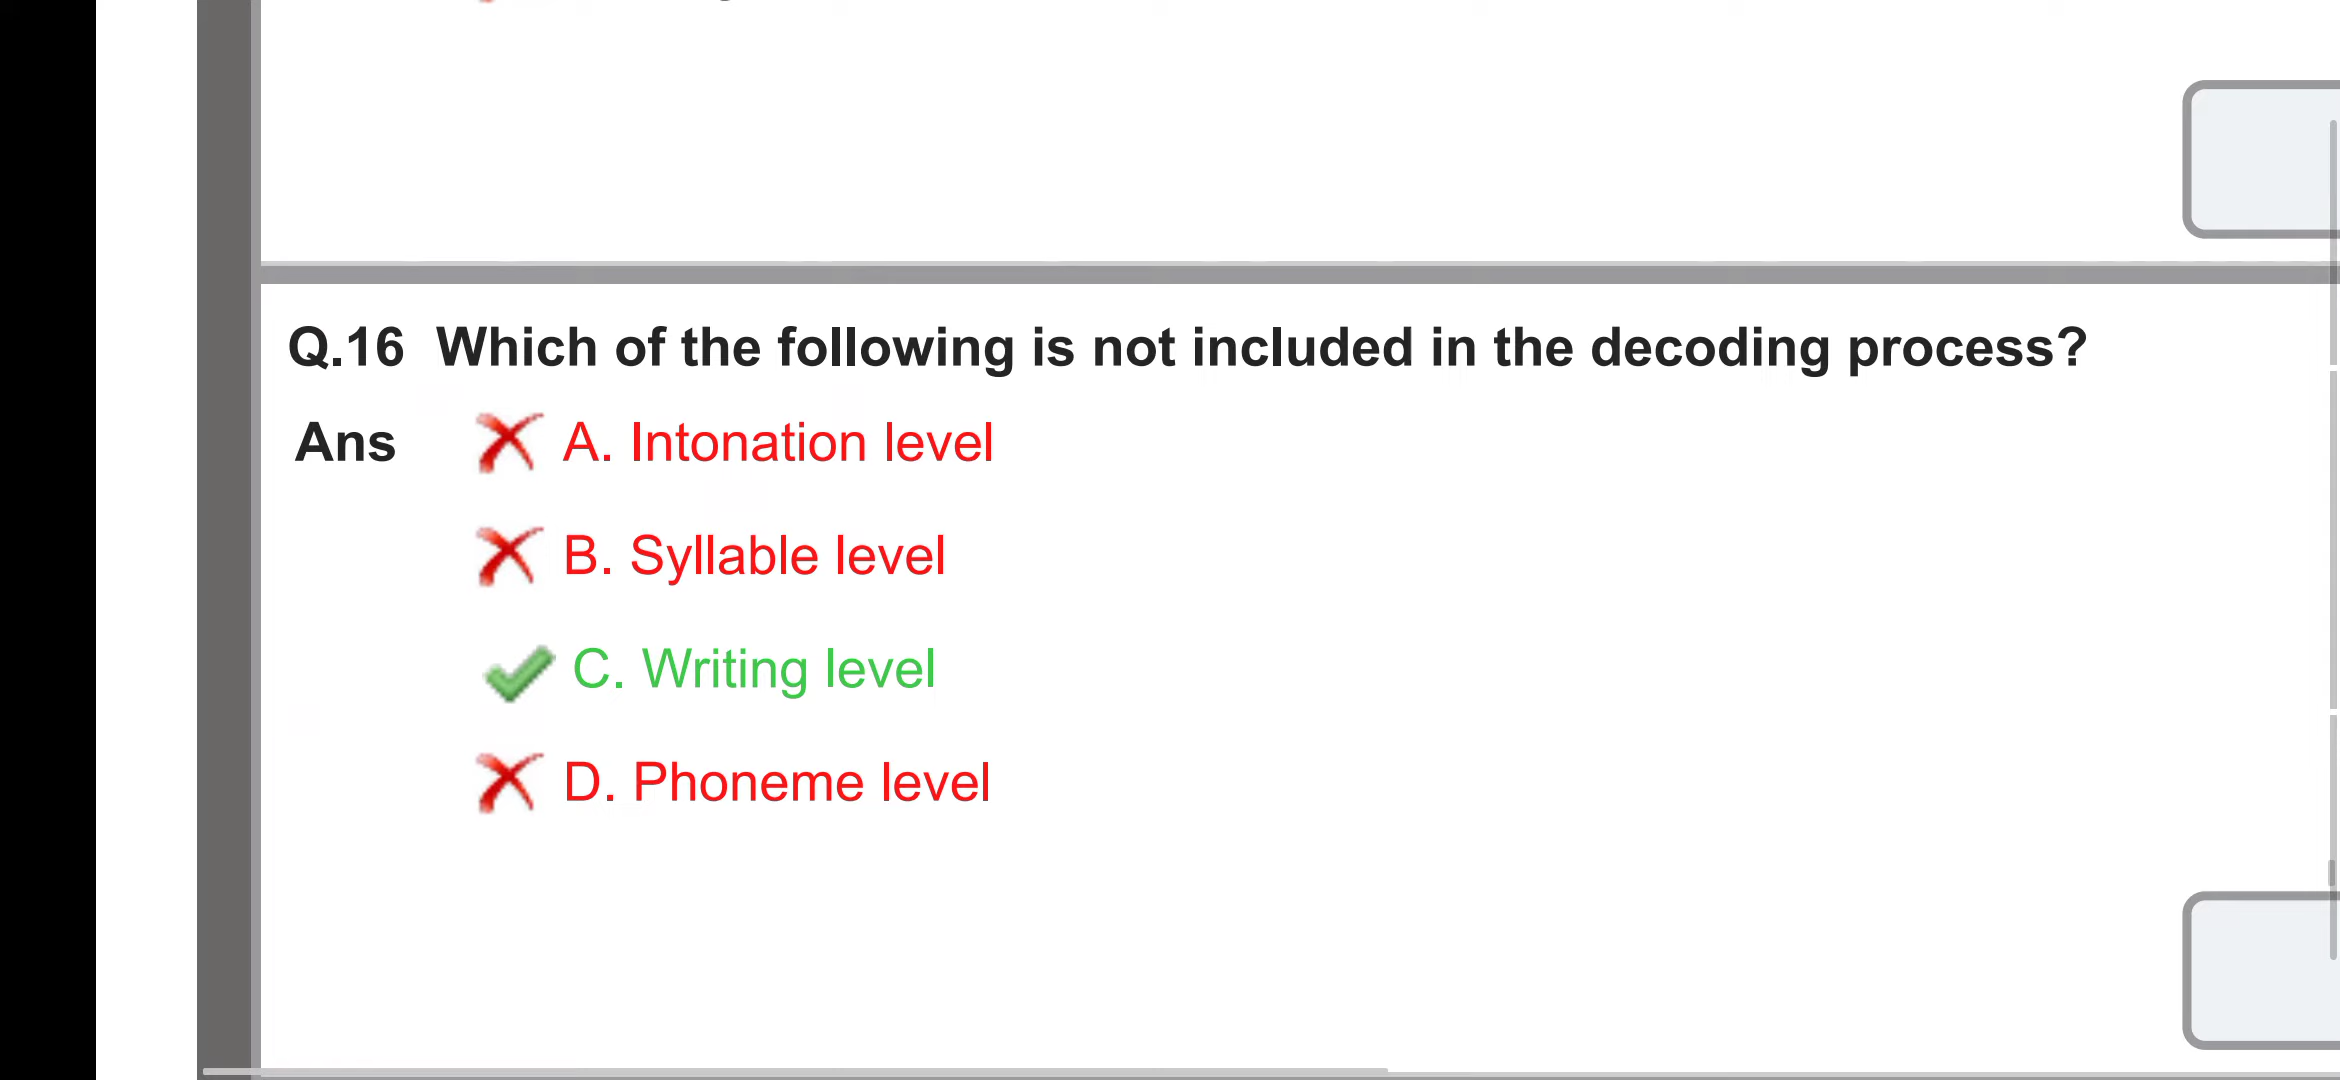 Q.16 Which of the following is not included in the decoding process?
Ans A. Intonation level
B. Syllable level
C. Writing level
D. Phoneme level